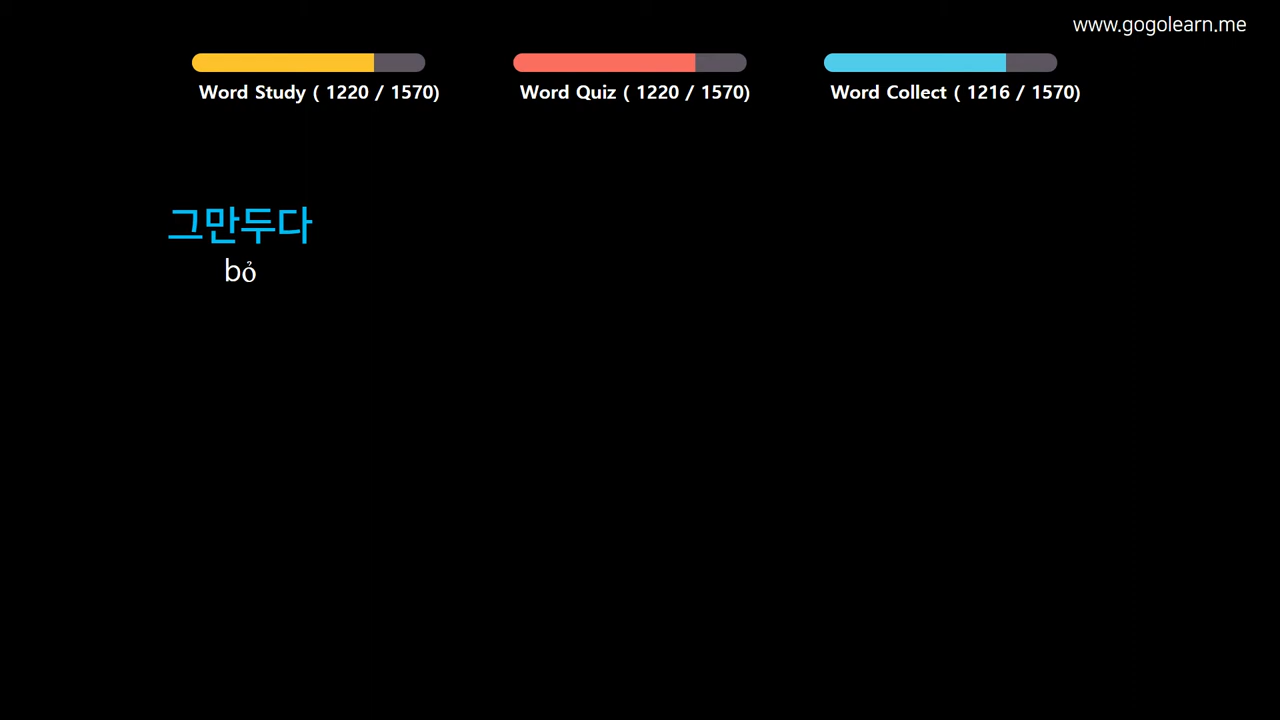 www.gogolearn.me
Word Study ( 1220 / 1570)
Word Quiz ( 1220 / 1570)
Word Collect ( 1216 / 1570)
그만두다
bỏ